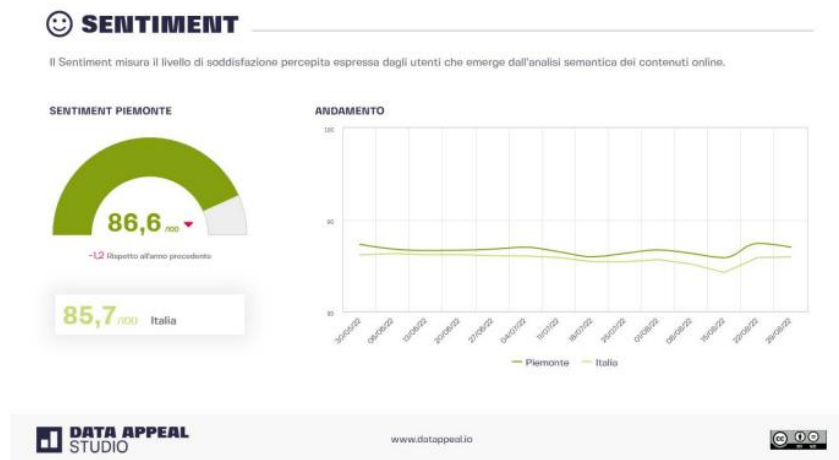 SENTIMENT
Il Sentiment misura il livello di soddisfazione percepita espressa dagli utenti che emerge dall'analisi semantica dei contenuti online.
SENTIMENT PIEMONTE
86,6 /100
-1,2 Rispetto all'anno precedente
85,7/100 Italia
ANDAMENTO
90
30/05/22 06/06/22 13/06/22 20/06/22 27/06/22 04/07/22 11/07/22 18/07/22 25/07/22 01/08/22 08/08/22 15/08/22 22/08/22 29/08/22
Piemonte Italia
DATA APPEAL
STUDIO
www.datappeal.io
cc